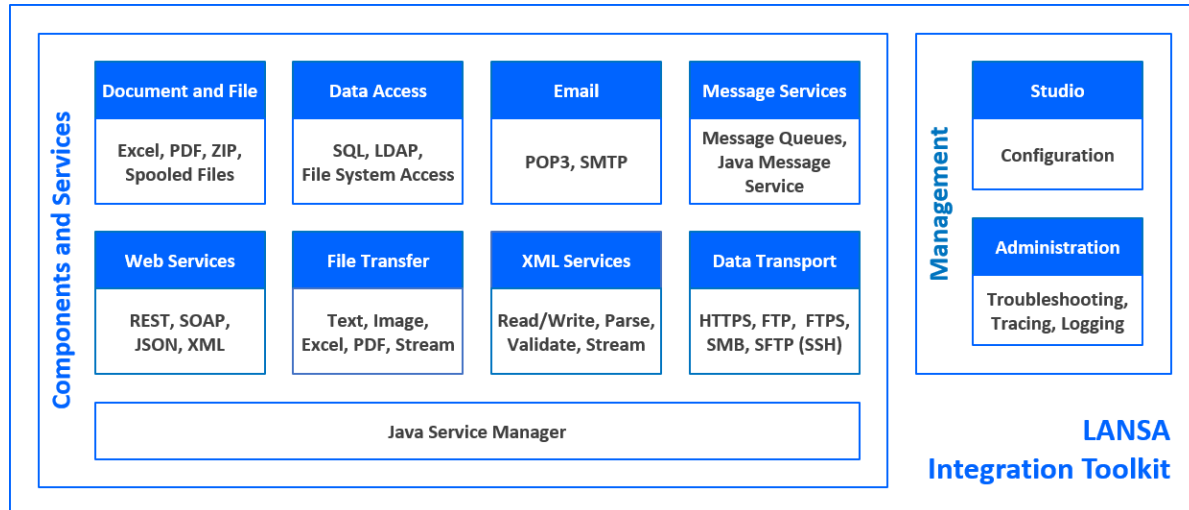 Components and Services
Document and File
Excel, PDF, ZIP,
Spooled Files
Data Access
SQL, LDAP,
File System Access
Email
POP3, SMTP
Message Services
Message Queues,
Java Message
Service
Web Services
REST, SOAP,
JSON, XML
File Transfer
Text, Image,
Excel, PDF, Stream
XML Services
Read/Write, Parse,
Validate, Stream
Data Transport
HTTPS, FTP, FTPS,
SMB, SFTP (SSH)
Java Service Manager
Management
Studio
Configuration
Administration
Troubleshooting,
Tracing, Logging
LANSA
Integration Toolkit